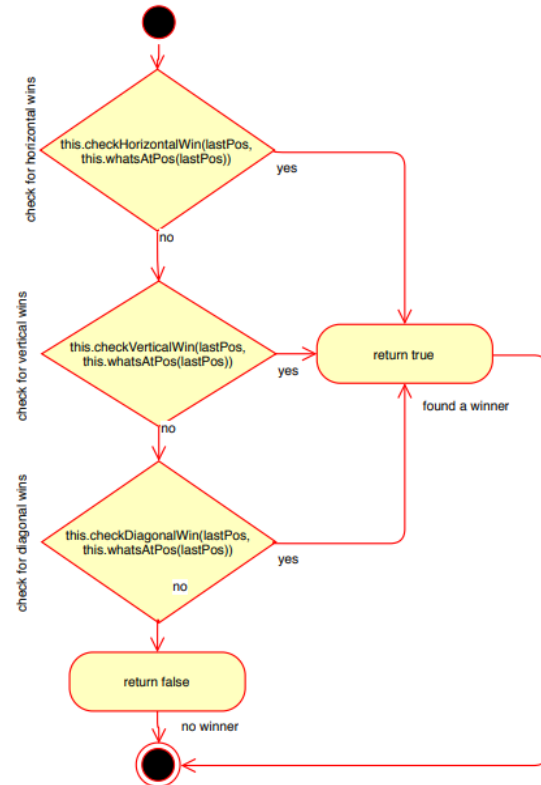 check for horizontal wins
this.checkHorizontalWin(lastPos,
this.whatsAtPos(lastPos))
yes
no
check for vertical wins
this.checkVerticalWin(lastPos,
this.whatsAtPos(lastPos))
yes
return true
found a winner
no
check for diagonal wins
this.checkDiagonalWin(lastPos,
this.whatsAtPos(lastPos))
yes
no
return false
no winner